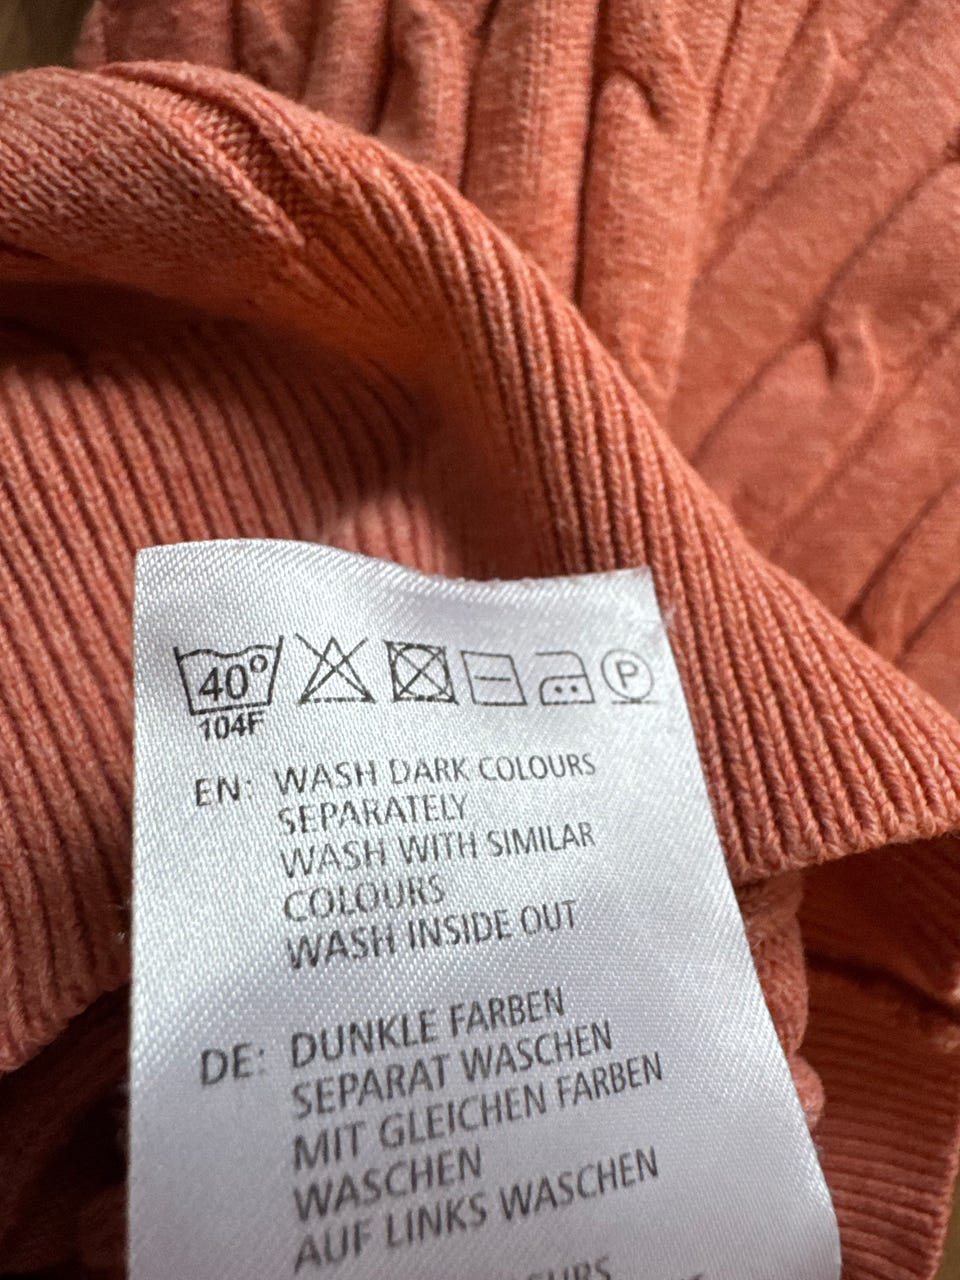 40°
104F
P
EN: WASH DARK COLOURS
SEPARATELY
WASH WITH SIMILAR
COLOURS
WASH INSIDE OUT
DE: DUNKLE FARBEN
SEPARAT WASCHEN
MIT GLEICHEN FARBEN
WASCHEN
AUF LINKS WASCHEN